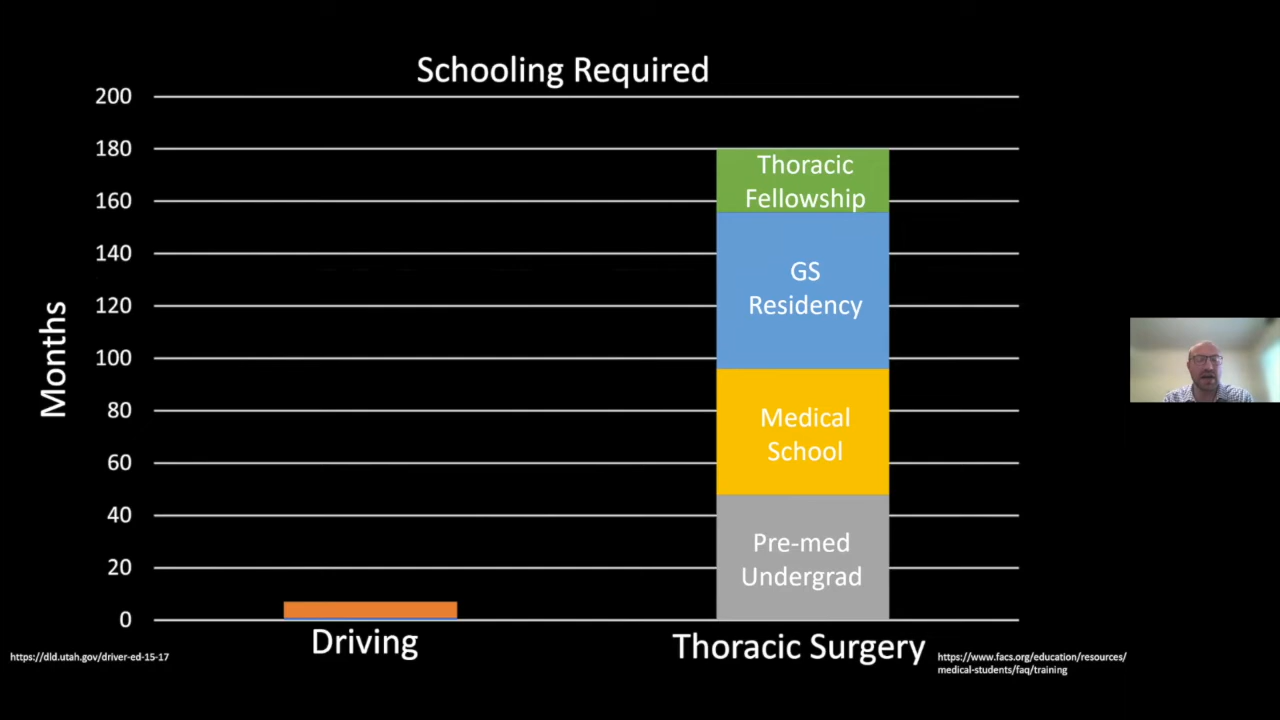 Schooling Required
200
180
160
140
120
100
80
60
40
20
0
Months
Thoracic
Fellowship
GS
Residency
Medical
School
Pre-med
Undergrad
Driving
Thoracic Surgery
https://dld.utah.gov/driver-ed-15-17
https://www.facs.org/education/resources/
medical-students/faq/training